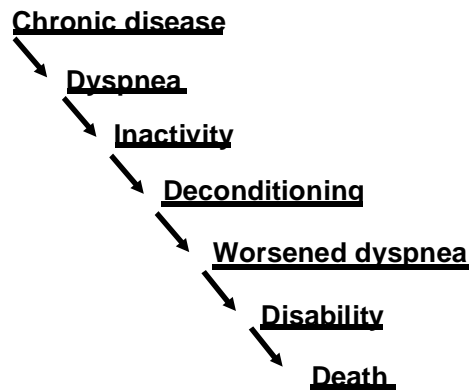 Chronic disease
Dyspnea
Inactivity
Deconditioning
Worsened dyspnea
Disability
Death